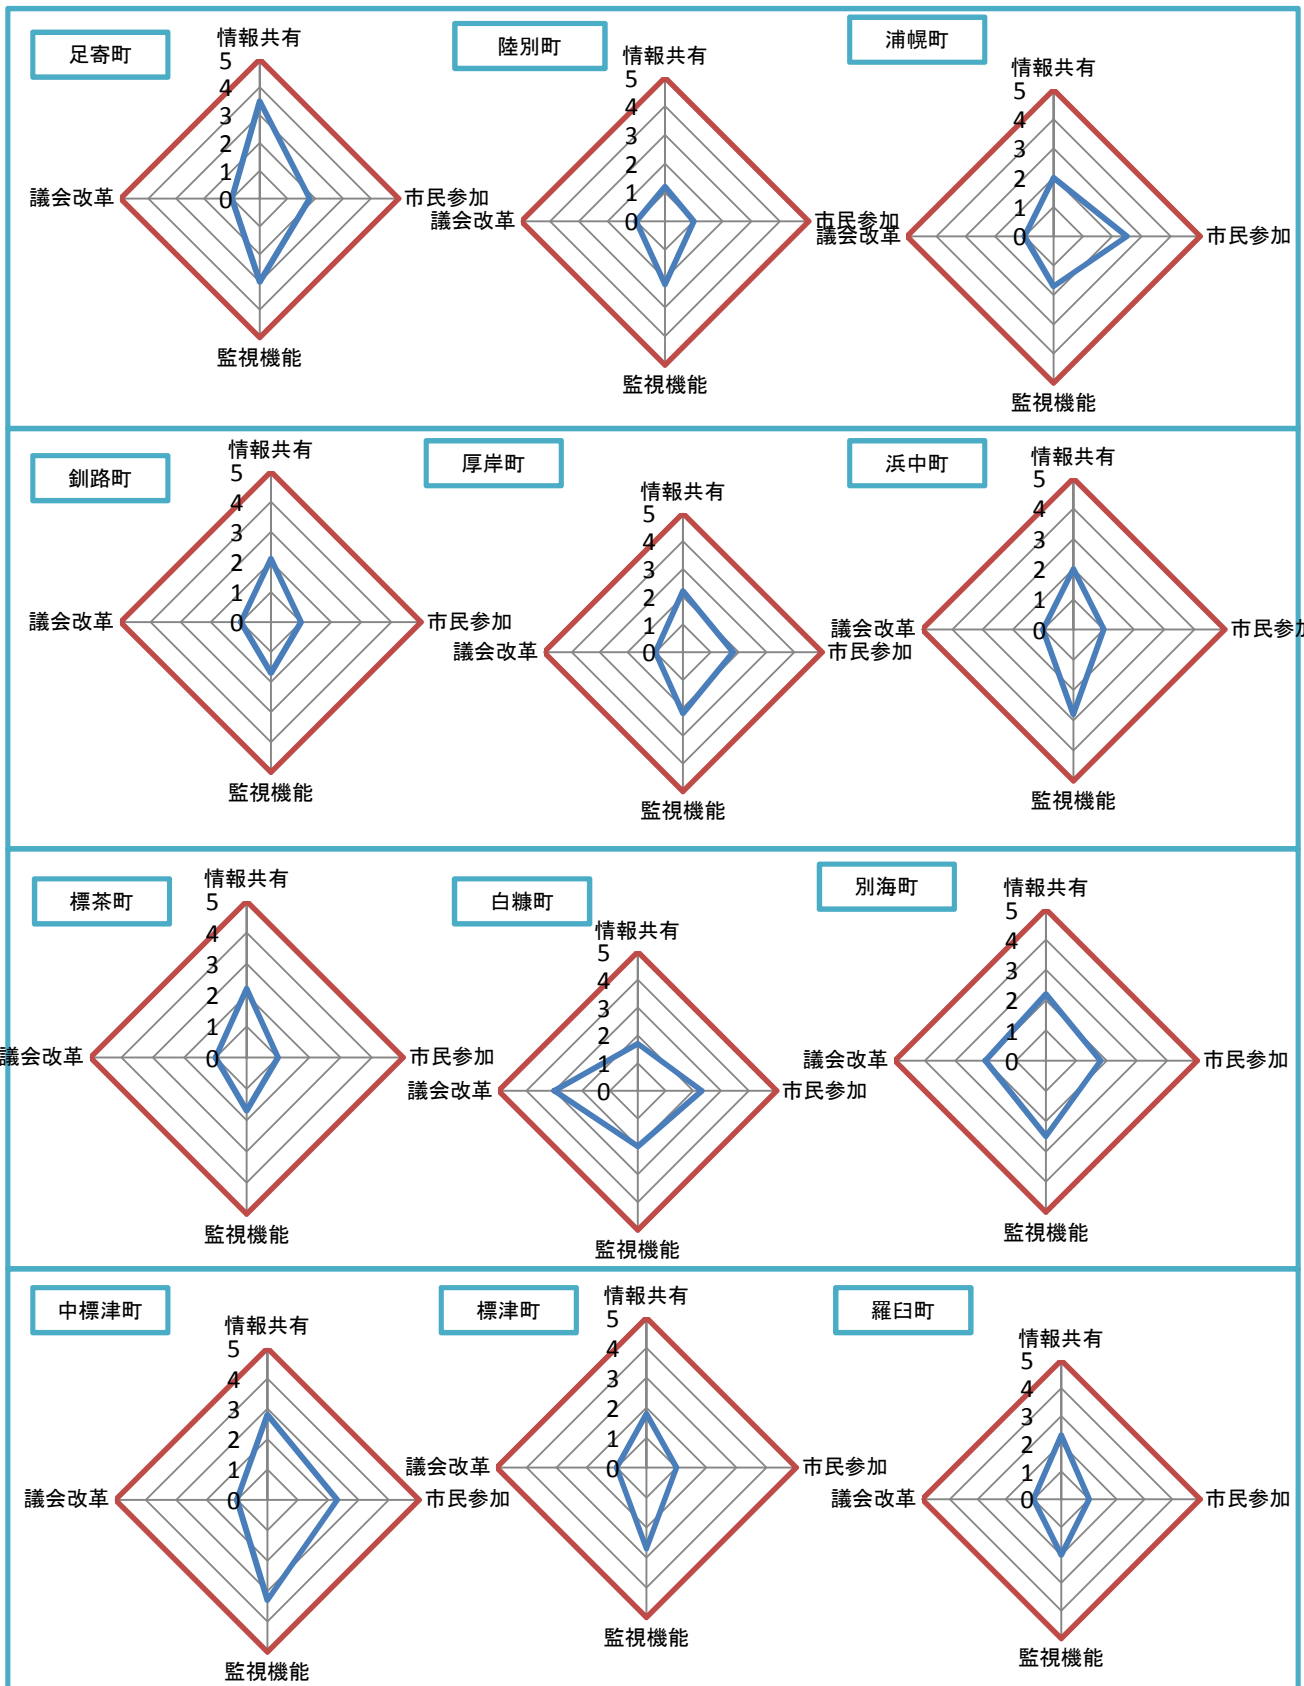 足寄町
情報共有
5
4
3
2
1
0
議会改革
市民参加
監視機能
陸別町
情報共有
5
4
3
2
1
0
議会改革
市民参加
監視機能
浦幌町
情報共有
5
4
3
2
1
0
議会改革
市民参加
監視機能
釧路町
情報共有
5
4
3
2
1
0
議会改革
市民参加
監視機能
厚岸町
情報共有
5
4
3
2
1
0
議会改革
市民参加
監視機能
浜中町
情報共有
5
4
3
2
1
0
議会改革
市民参加
監視機能
標茶町
情報共有
5
4
3
2
1
0
議会改革
市民参加
監視機能
白糠町
情報共有
5
4
3
2
1
0
議会改革
市民参加
監視機能
別海町
情報共有
5
4
3
2
1
0
議会改革
市民参加
監視機能
中標津町
情報共有
5
4
3
2
1
0
議会改革
市民参加
監視機能
標津町
情報共有
5
4
3
2
1
0
議会改革
市民参加
監視機能
羅臼町
情報共有
5
4
3
2
1
0
議会改革
市民参加
監視機能